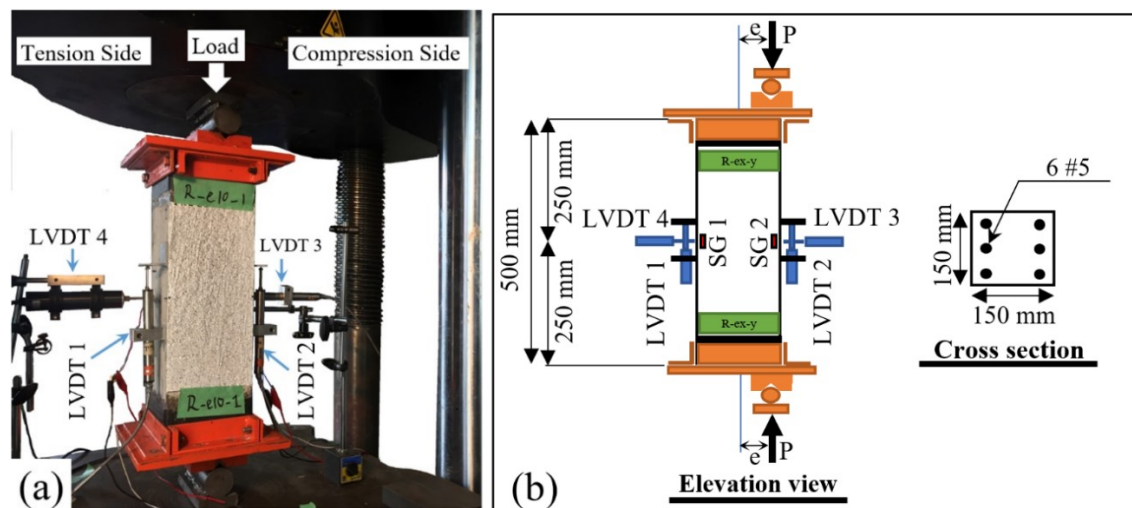 Tension Side
Load
Compression Side
R-e10-1
LVDT 4
LVDT 3
LVDT 1
LVDT 2
R-e10-1
(a)
e
P
R-ex-y
6 #5
250 mm
500 mm
250 mm
LVDT 4
SG 1
SG 2
LVDT 3
LVDT 1
LVDT 2
150 mm
150 mm
Cross section
R-ex-y
e
P
Elevation view
(b)